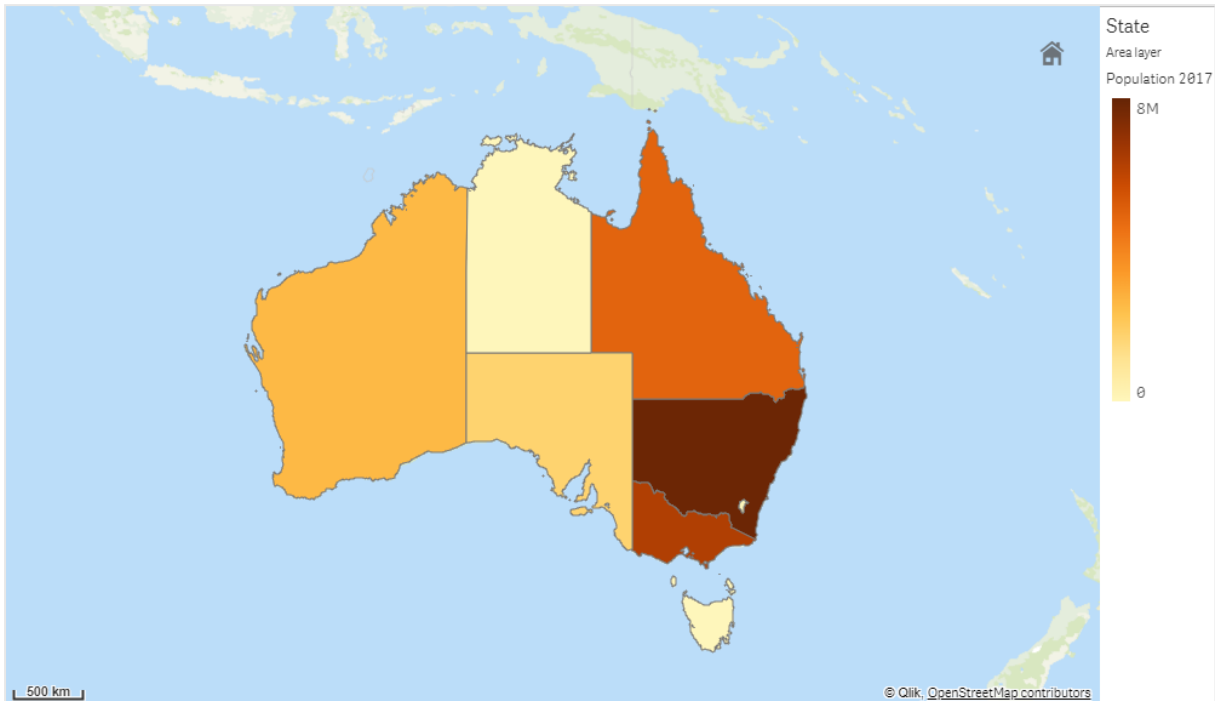 State
Area layer
Population 2017
8M
0
500 km
© Qlik, OpenStreetMap contributors